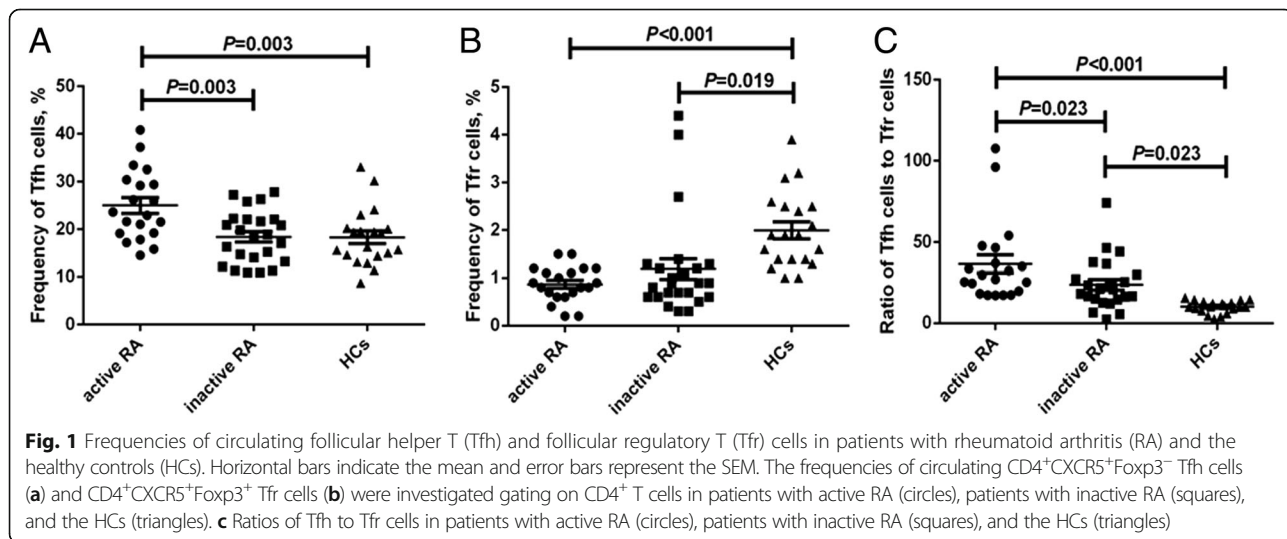 A
P=0.003
P=0.003
Frequency of Tfh cells, %
50
40
30
20
10
0
active RA
inactive RA
HCs
B
P<0.001
P=0.019
Frequency of Tfr cells, %
5
4
3
2
1
0
active RA
inactive RA
HCs
C
P<0.001
P=0.023
P=0.023
Ratio of Tfh cells to Tfr cells
150
100
50
0
active RA
inactive RA
HCs
Fig. 1 Frequencies of circulating follicular helper T (Tfh) and follicular regulatory T (Tfr) cells in patients with rheumatoid arthritis (RA) and the
healthy controls (HCs). Horizontal bars indicate the mean and error bars represent the SEM. The frequencies of circulating CD4⁺CXCR5⁺Foxp3⁻ Tfh cells
(a) and CD4⁺CXCR5⁺Foxp3⁺ Tfr cells (b) were investigated gating on CD4⁺ T cells in patients with active RA (circles), patients with inactive RA (squares),
and the HCs (triangles). c Ratios of Tfh to Tfr cells in patients with active RA (circles), patients with inactive RA (squares), and the HCs (triangles)